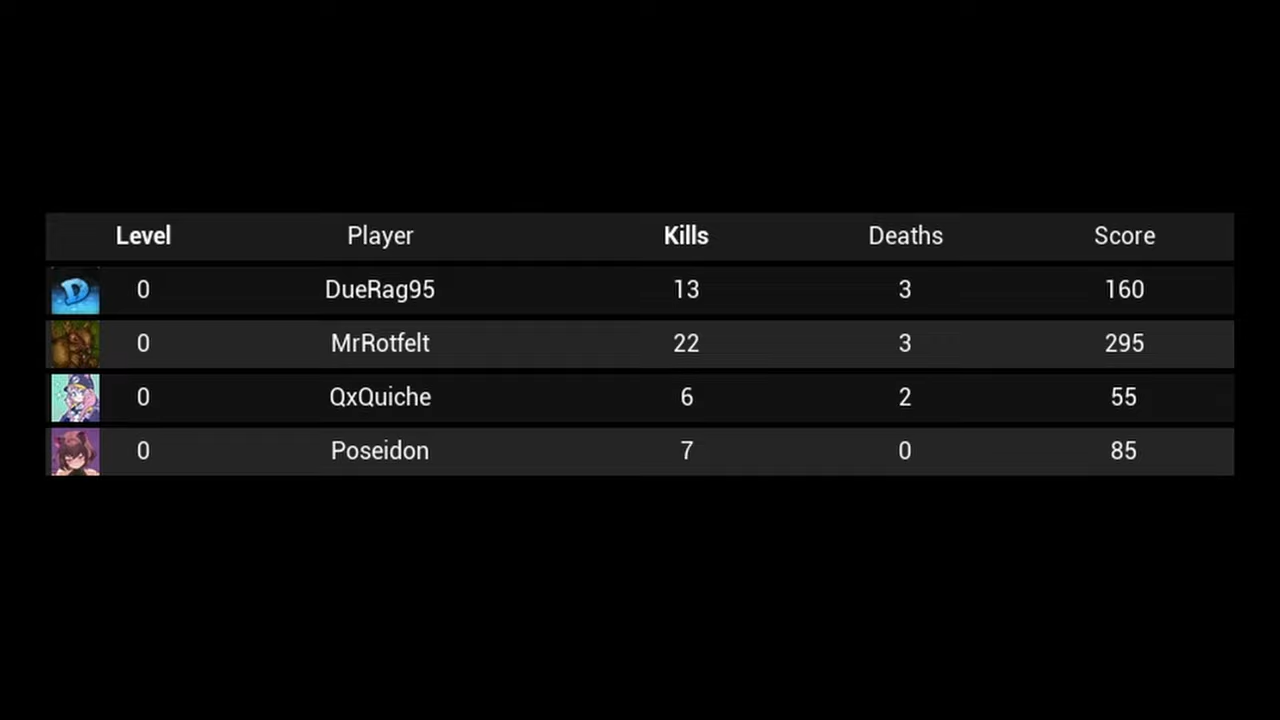 Level Player Kills Deaths Score
D 0 DueRag95 13 3 160
0 MrRotfelt 22 3 295
0 QxQuiche 6 2 55
0 Poseidon 7 0 85